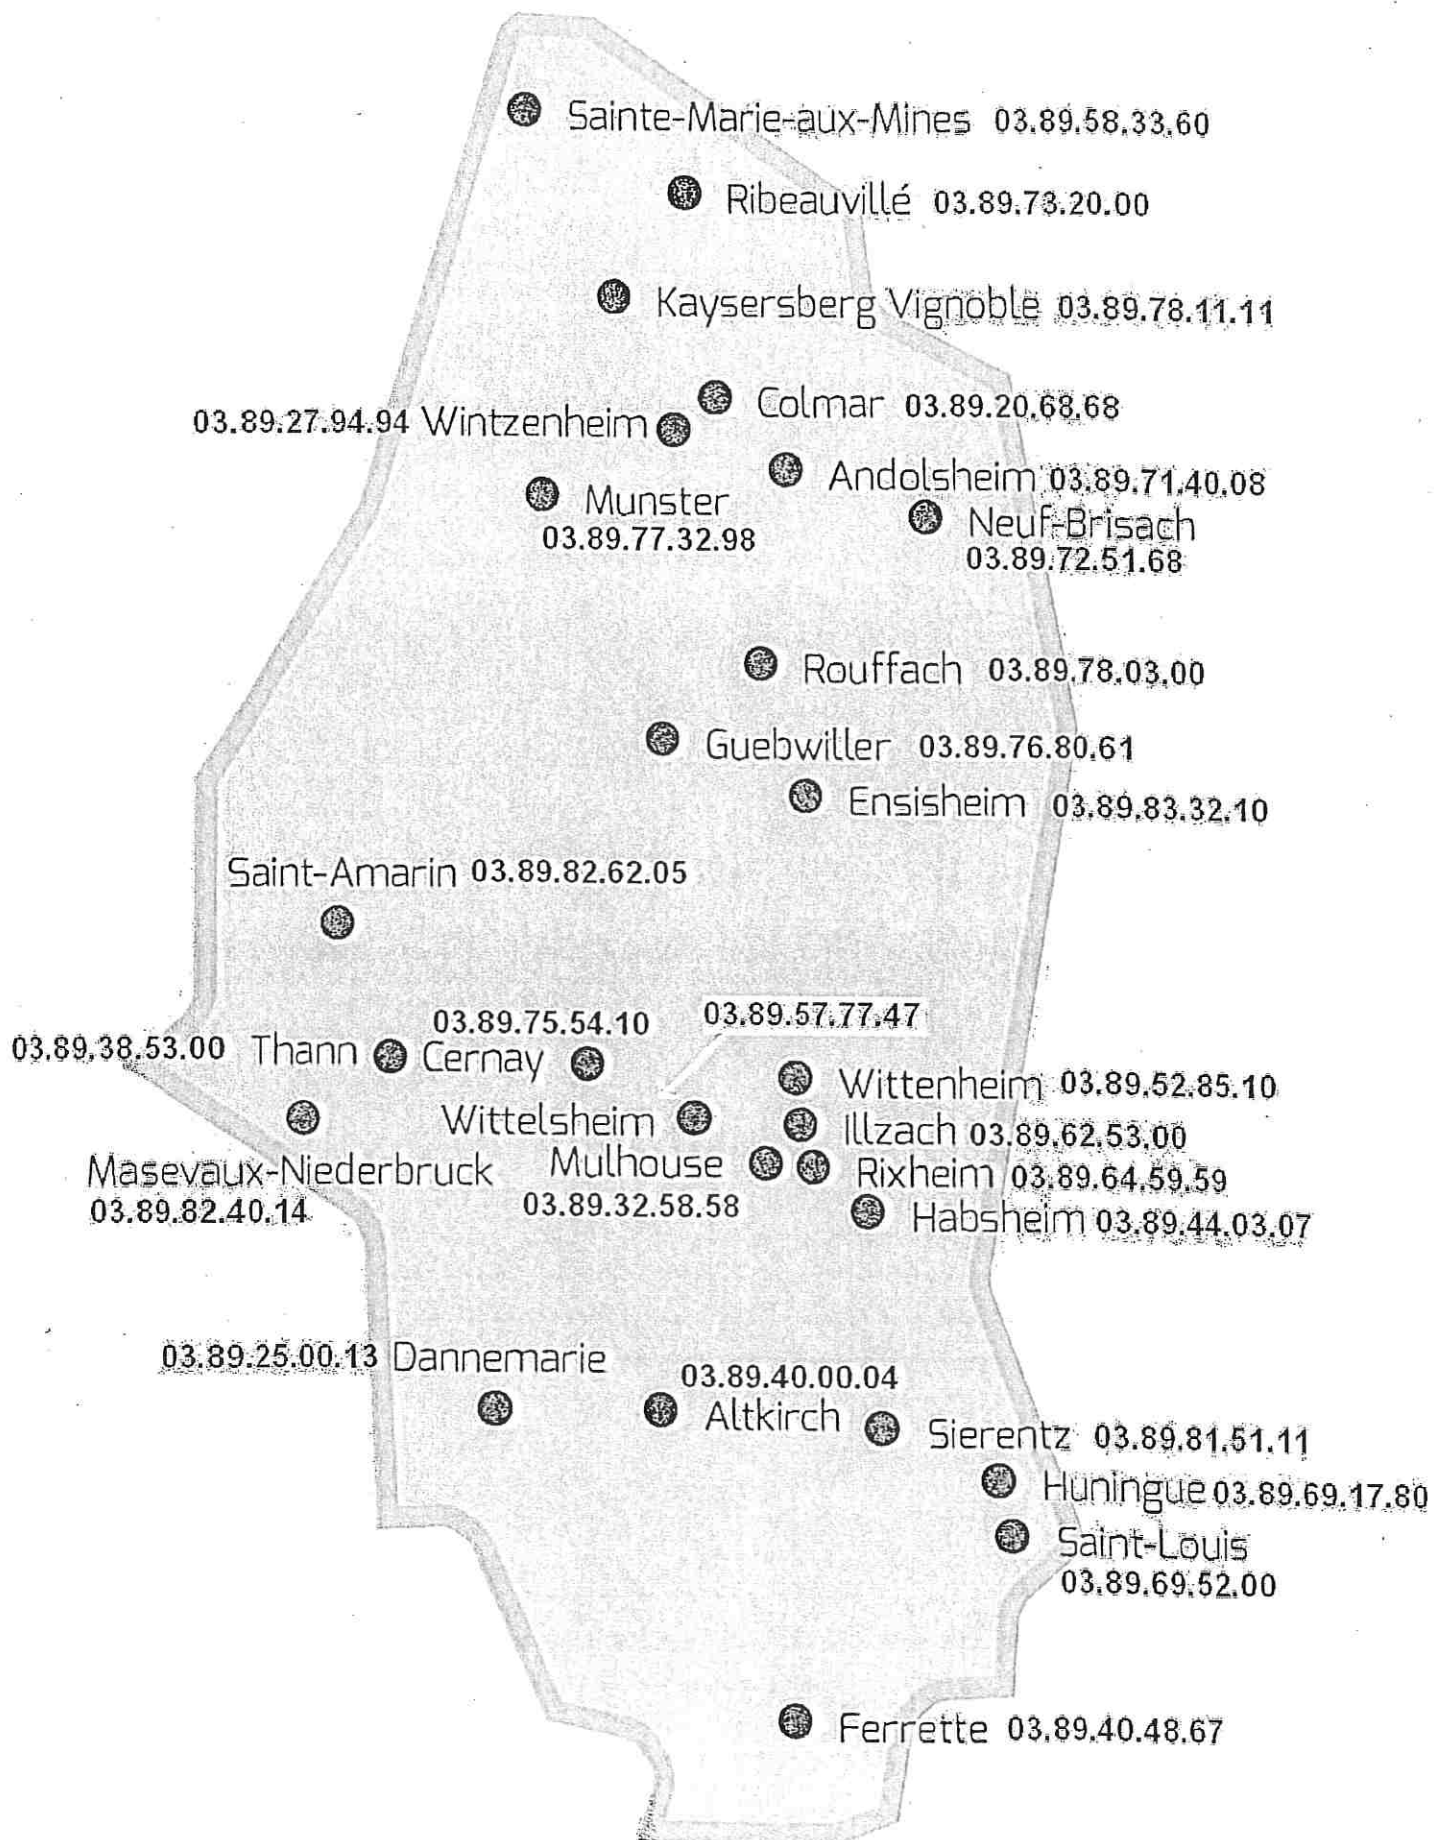 Sainte-Marie-aux-Mines 03.89.58.33.60
Ribeauvillé 03.89.73.20.00
Kaysersberg Vignoble 03.89.78.11.11
Colmar 03.89.20.68.68
03.89.27.94.94 Wintzenheim
Andolsheim 03.89.71.40.08
Munster
03.89.77.32.98
Neuf-Brisach
03.89.72.51.68
Rouffach 03.89.78.03.00
Guebwiller 03.89.76.80.61
Ensisheim 03.89.83.32.10
Saint-Amarin 03.89.82.62.05
03.89.75.54.10
03.89.57.77.47
03.89.38.53.00 Thann
Cernay
Wittenheim 03.89.52.85.10
Wittelsheim
Illzach 03.89.62.53.00
Masevaux-Niederbruck
03.89.82.40.14
Mulhouse
03.89.32.58.58
Rixheim 03.89.64.59.59
Habsheim 03.89.44.03.07
03.89.25.00.13 Dannemarie
03.89.40.00.04
Altkirch
Sierentz 03.89.81.51.11
Huningue 03.89.69.17.80
Saint-Louis
03.89.69.52.00
Ferrette 03.89.40.48.67